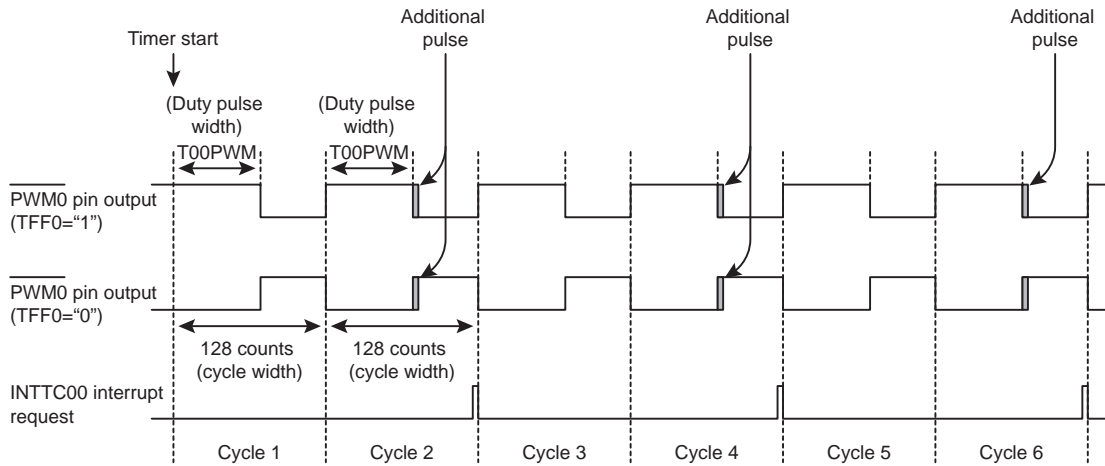 Timer start
Additional
pulse
Additional
pulse
Additional
pulse
(Duty pulse
width)
T00PWM
(Duty pulse
width)
T00PWM
PWM0 pin output
(TFF0=“1”)
PWM0 pin output
(TFF0=“0”)
128 counts
(cycle width)
128 counts
(cycle width)
INTTC00 interrupt
request
Cycle 1
Cycle 2
Cycle 3
Cycle 4
Cycle 5
Cycle 6